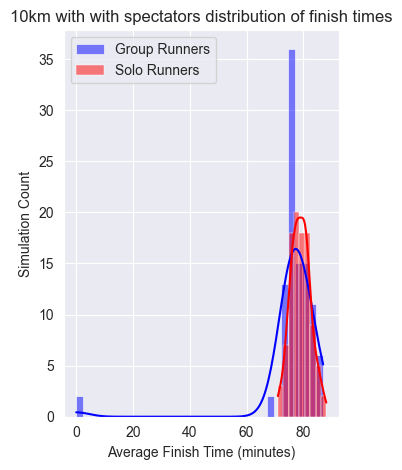 10km with with spectators distribution of finish times
Group Runners
Solo Runners
Simulation Count
35
30
25
20
15
10
5
0
0 20 40 60 80
Average Finish Time (minutes)